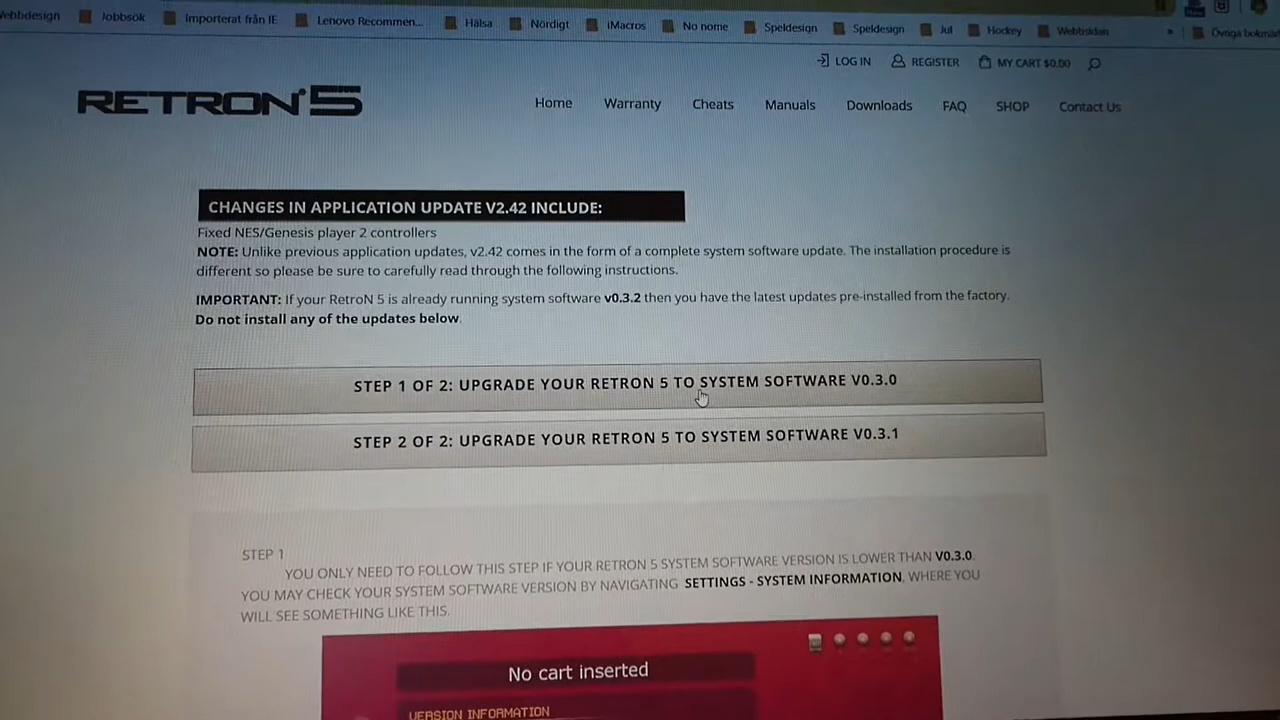 Webbdesign Jobbsök Importerat från IE Lenovo Recommen... Hälsa Nördigt iMacros No nome Speldesign Speldesign Jul Hockey Webbsidan » Övriga bokmär
LOG IN REGISTER MY CART $0.00
RETRON 5 Home Warranty Cheats Manuals Downloads FAQ SHOP Contact Us
CHANGES IN APPLICATION UPDATE V2.42 INCLUDE:
Fixed NES/Genesis player 2 controllers
NOTE: Unlike previous application updates, v2.42 comes in the form of a complete system software update. The installation procedure is
different so please be sure to carefully read through the following instructions.
IMPORTANT: If your RetroN 5 is already running system software v0.3.2 then you have the latest updates pre-installed from the factory.
Do not install any of the updates below.
STEP 1 OF 2: UPGRADE YOUR RETRON 5 TO SYSTEM SOFTWARE V0.3.0
STEP 2 OF 2: UPGRADE YOUR RETRON 5 TO SYSTEM SOFTWARE V0.3.1
STEP 1
YOU ONLY NEED TO FOLLOW THIS STEP IF YOUR RETRON 5 SYSTEM SOFTWARE VERSION IS LOWER THAN V0.3.0.
YOU MAY CHECK YOUR SYSTEM SOFTWARE VERSION BY NAVIGATING SETTINGS - SYSTEM INFORMATION, WHERE YOU
WILL SEE SOMETHING LIKE THIS.
No cart inserted
VERSION INFORMATION